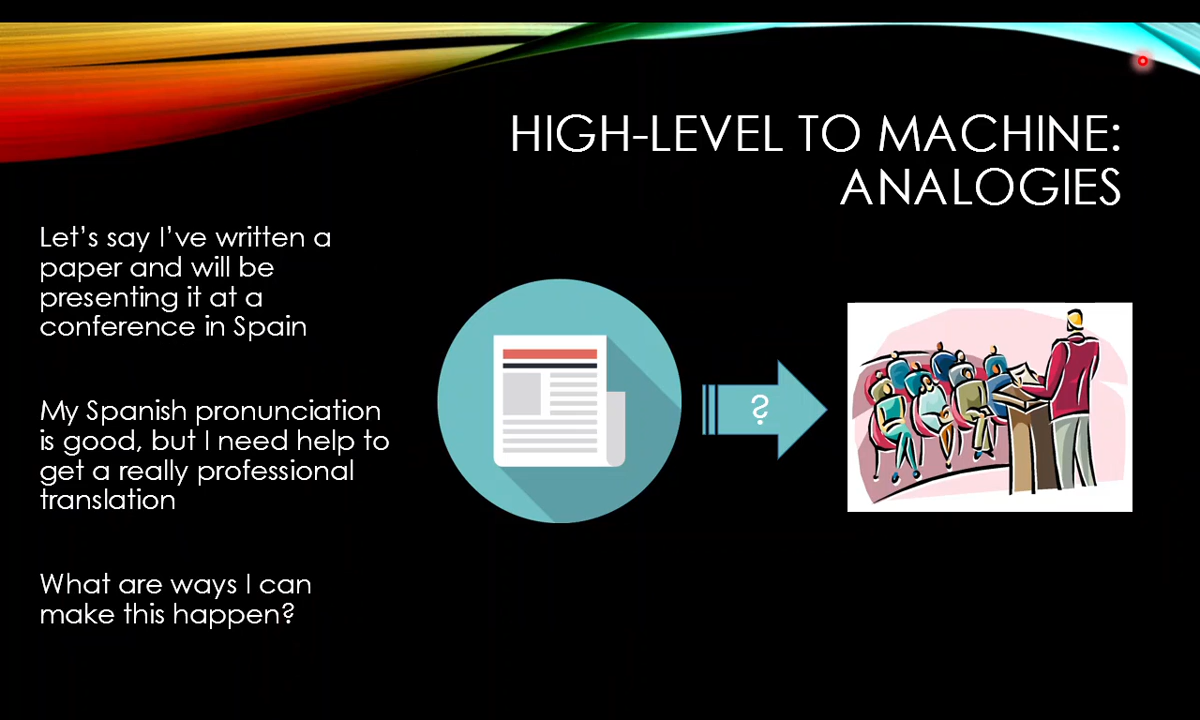 HIGH-LEVEL TO MACHINE:
ANALOGIES
Let’s say I’ve written a
paper and will be
presenting it at a
conference in Spain
My Spanish pronunciation
is good, but I need help to
get a really professional
translation
What are ways I can
make this happen?
?